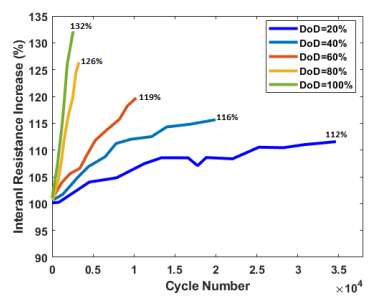 135
130
125
120
115
110
105
100
95
90
Interanl Resistance Increase (%)
132%
126%
119%
116%
112%
DoD=20%
DoD=40%
DoD=60%
DoD=80%
DoD=100%
0 0.5 1 1.5 2 2.5 3 3.5
Cycle Number
×10⁴